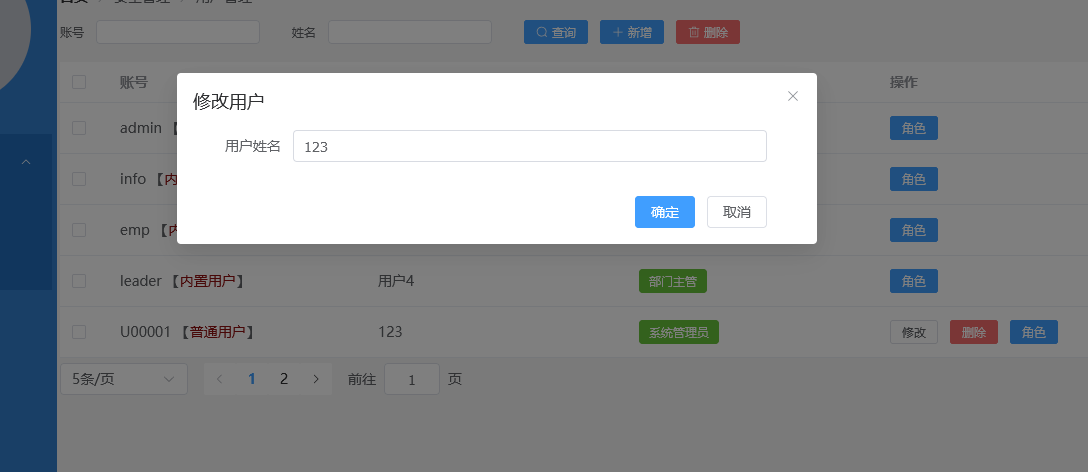 首页 / 安全管理 / 用户管理
账号 姓名 查询 新增 删除
账号 操作
修改用户
admin 【 角色
用户姓名 123
info 【内 角色
确定 取消
emp 【内 角色
leader 【内置用户】 用户4 部门主管 角色
U00001 【普通用户】 123 系统管理员 修改 删除 角色
5条/页 1 2 前往 1 页